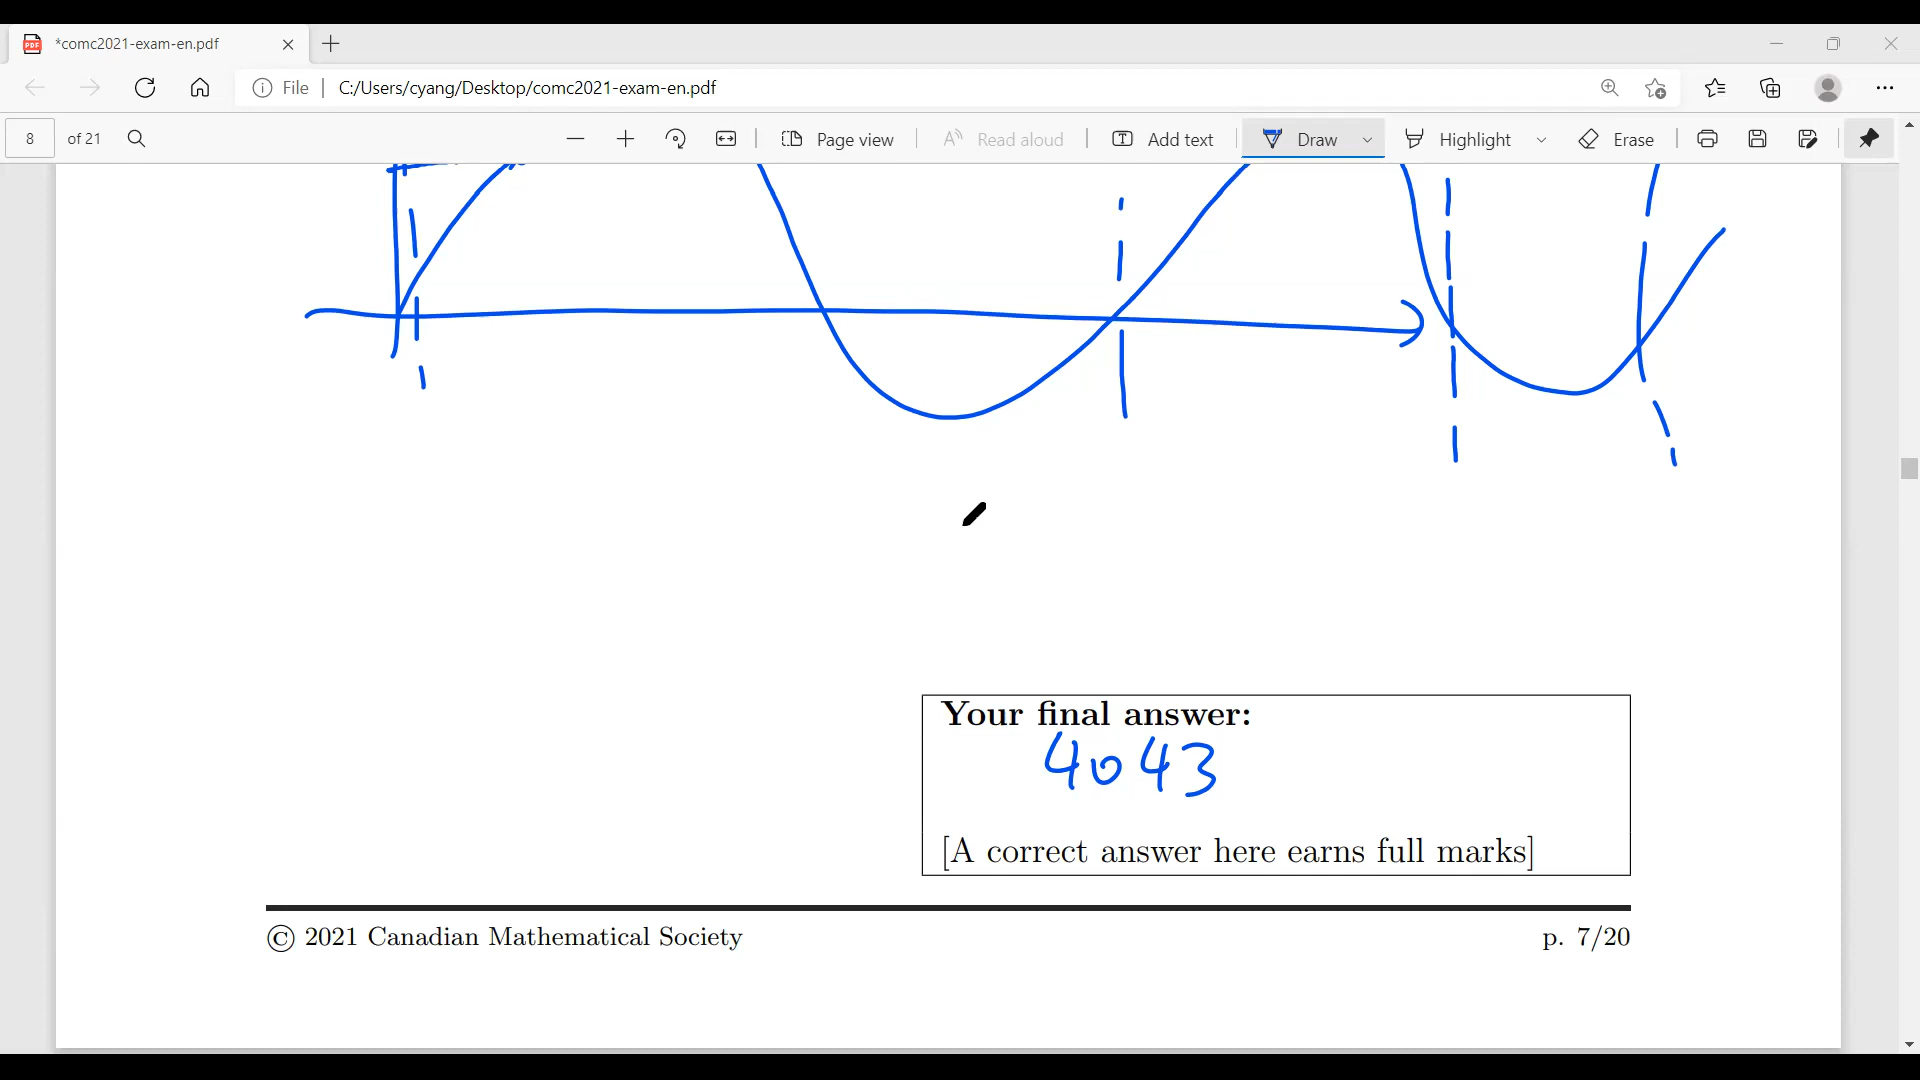 *comc2021-exam-en.pdf
File | C:/Users/cyang/Desktop/comc2021-exam-en.pdf
8 of 21 Page view Read aloud Add text Draw Highlight Erase
Your final answer:
4043
[A correct answer here earns full marks]
© 2021 Canadian Mathematical Society p. 7/20